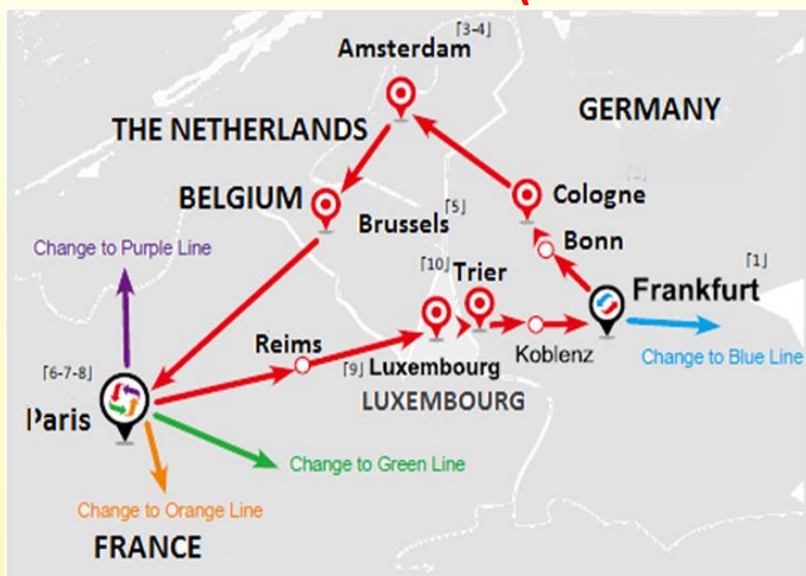 ⌈3-4⌋
Amsterdam
GERMANY
THE NETHERLANDS
BELGIUM
Cologne
⌈5⌋
Brussels
Bonn
Change to Purple Line
⌈10⌋ Trier
⌈1⌋
Frankfurt
Reims
Koblenz
Change to Blue Line
⌈6-7-8⌋
⌈9⌋ Luxembourg
LUXEMBOURG
Paris
Change to Green Line
Change to Orange Line
FRANCE